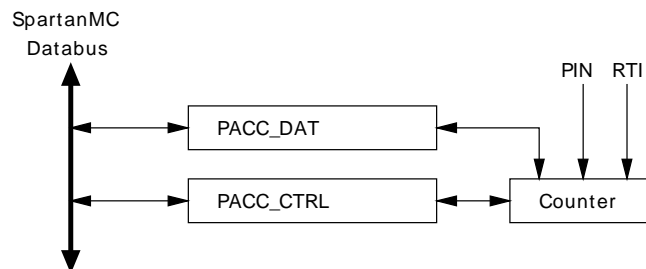 SpartanMC
Databus
PIN RTI
PACC_DAT
PACC_CTRL
Counter